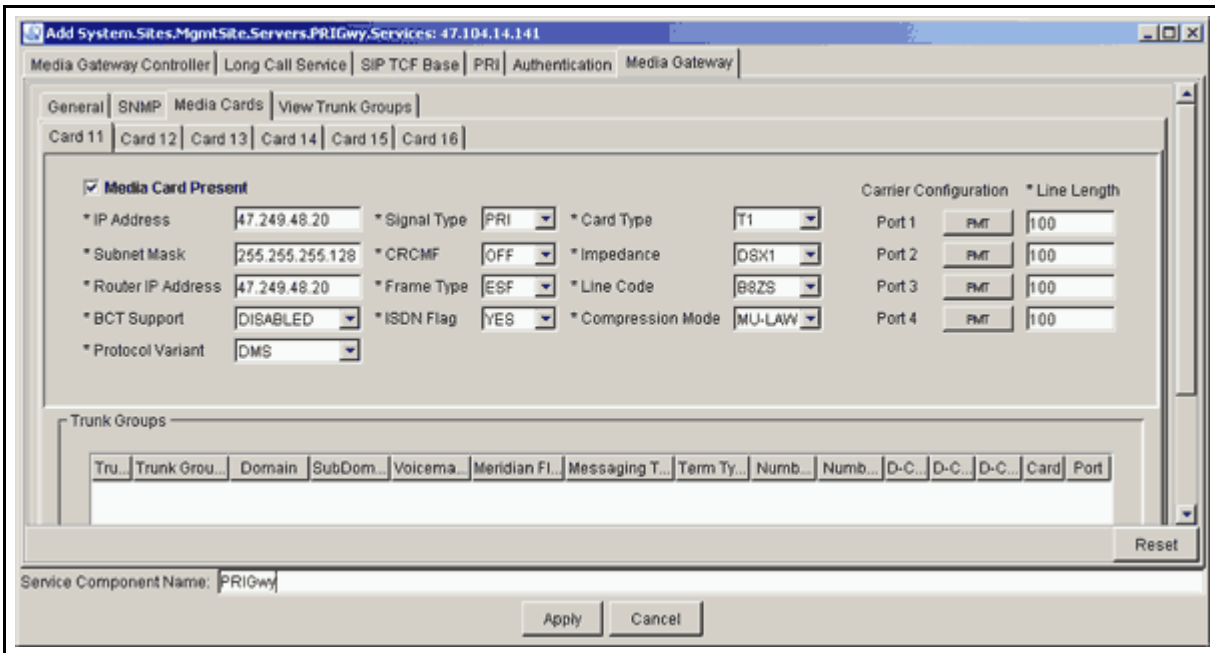 Add System.Sites.MgmtSite.Servers.PRIGwy.Services: 47.104.14.141
Media Gateway Controller Long Call Service SIP TCF Base PRI Authentication Media Gateway
General SNMP Media Cards View Trunk Groups
Card 11 Card 12 Card 13 Card 14 Card 15 Card 16
Media Card Present Carrier Configuration * Line Length
* IP Address 47.249.48.20 * Signal Type PRI * Card Type T1 Port 1 FMT 100
* Subnet Mask 255.255.255.128 * CRCMF OFF * Impedance DSX1 Port 2 FMT 100
* Router IP Address 47.249.48.20 * Frame Type ESF * Line Code B8ZS Port 3 FMT 100
* BCT Support DISABLED * ISDN Flag YES * Compression Mode MU-LAW Port 4 FMT 100
* Protocol Variant DMS
Trunk Groups
Tru... Trunk Grou... Domain SubDom... Voicema... Meridian Fl... Messaging T... Term Ty... Numb... Numb... D-C... D-C... D-C... Card Port
Reset
Service Component Name: PRIGwy
Apply Cancel